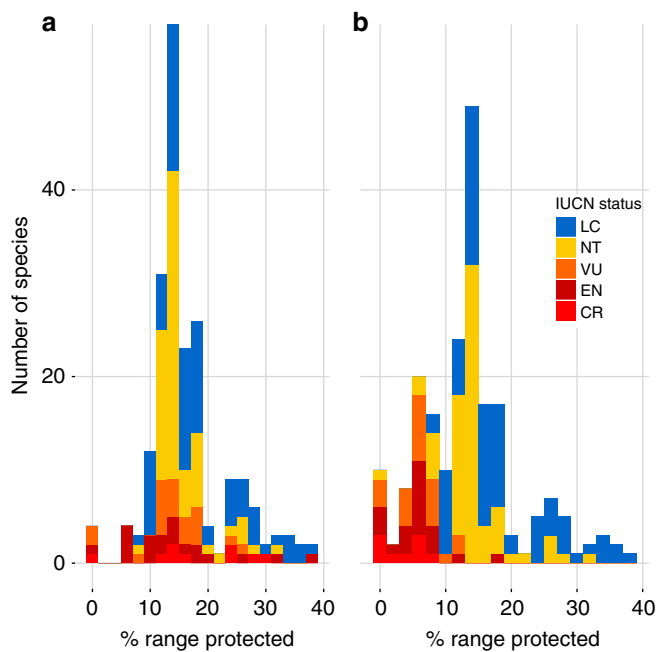 a
b
Number of species
40
20
0
IUCN status
LC
NT
VU
EN
CR
0 10 20 30 40
0 10 20 30 40
% range protected
% range protected